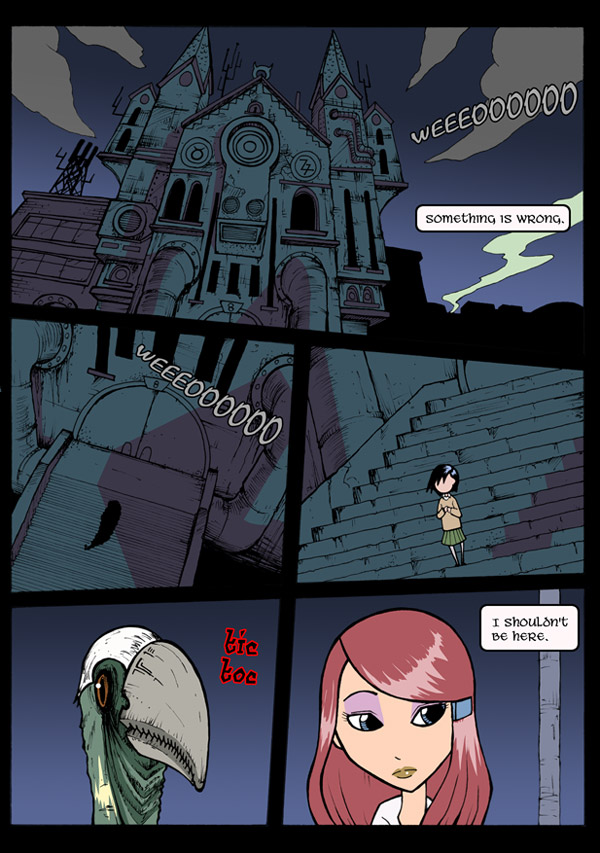 WEEEOOOOOO
SOMETHING IS WRONG.
WEEEOOOOOO
tic
toc
I SHOULDN'T
BE HERE.